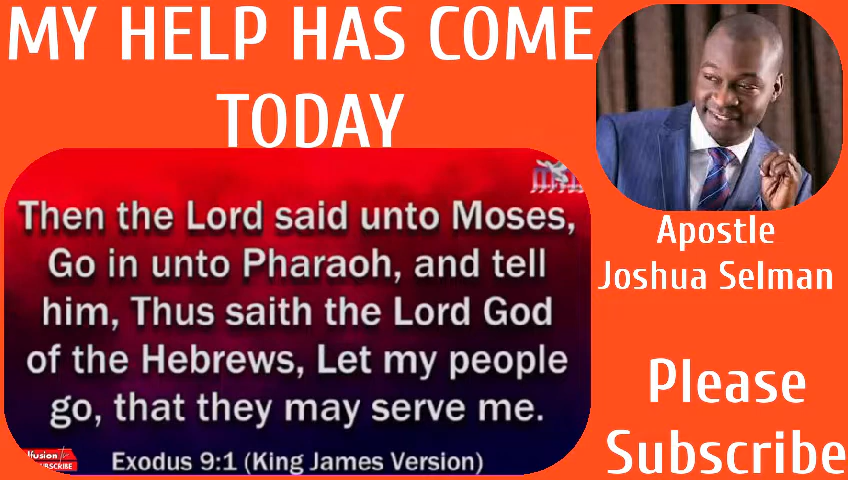 MY HELP HAS COME
TODAY
Then the Lord said unto Moses,
Go in unto Pharaoh, and tell
him, Thus saith the Lord God
of the Hebrews, Let my people
go, that they may serve me.
Exodus 9:1 (King James Version)
SUBSCRIBE
Apostle
Joshua Selman
Please
Subscribe